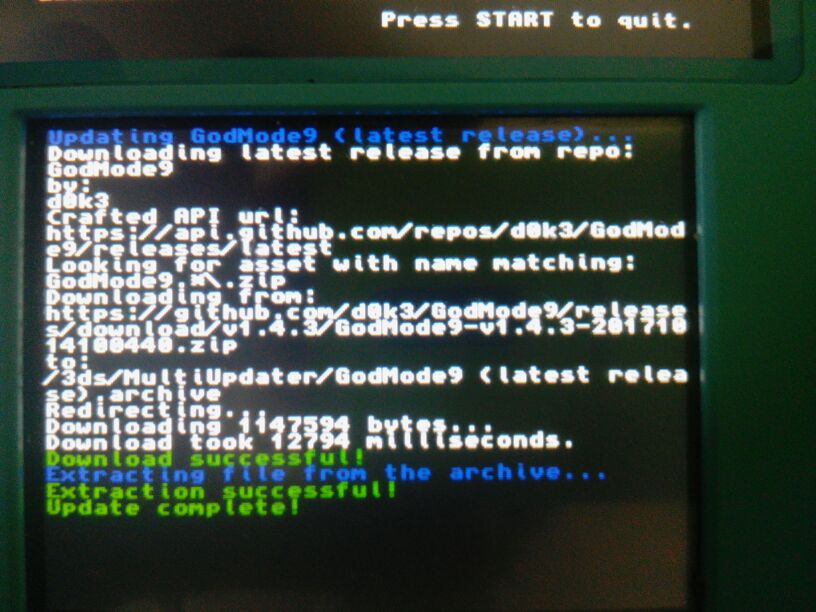 Press START to quit.
Updating GodMode9 (latest release)...
Downloading latest release from repo:
GodMode9
by:
d0k3
Crafted API url:
https://api.github.com/repos/d0k3/GodMod
e9/releases/latest
Looking for asset with name matching:
GodMode9.*\.zip
Downloading from:
https://github.com/d0k3/GodMode9/release
s/download/v1.4.3/GodMode9-v1.4.3-201710
14100440.zip
to:
/3ds/MultiUpdater/GodMode9 (latest relea
se).archive
Redirecting...
Downloading 1147594 bytes...
Download took 12794 milliseconds.
Download successful!
Extracting file from the archive...
Extraction successful!
Update complete!